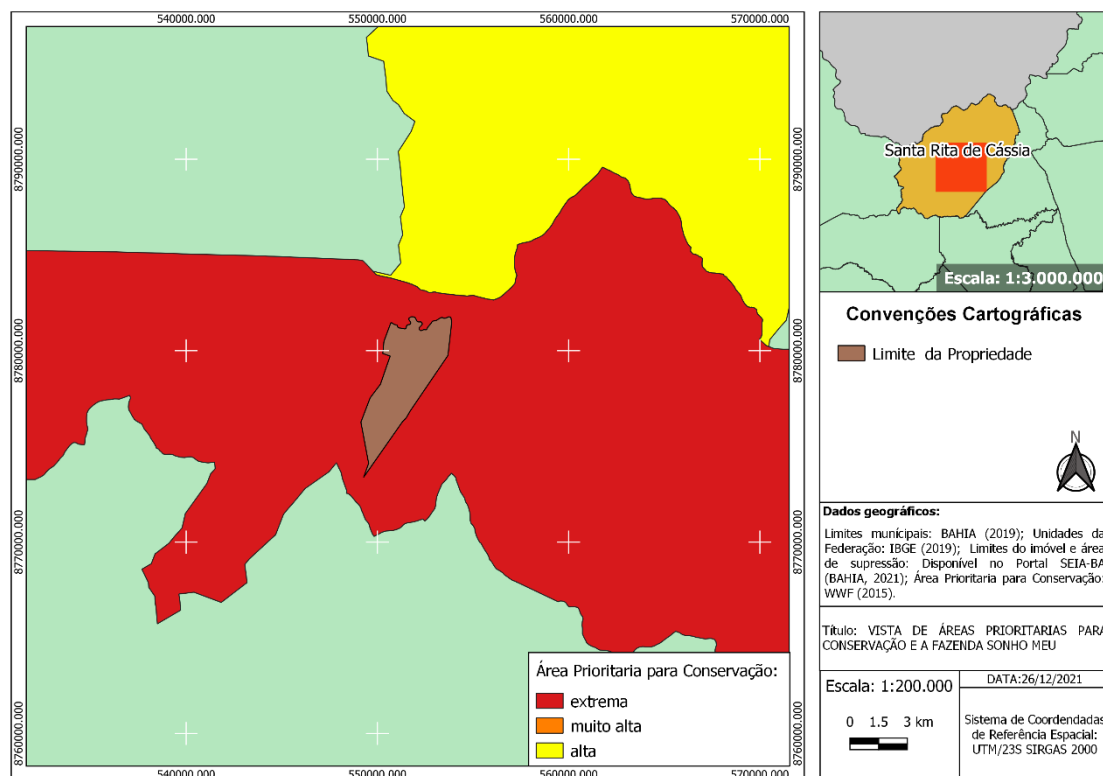 540000.000 550000.000 560000.000 570000.000
8790000.000 8790000.000
8780000.000 8780000.000
8770000.000 8770000.000
8760000.000 8760000.000
Área Prioritaria para Conservação:
extrema
muito alta
alta
540000.000 550000.000 560000.000 570000.000
Santa Rita de Cássia
Escala: 1:3.000.000
Convenções Cartográficas
Limite da Propriedade
N
Dados geográficos:
Limites munícipais: BAHIA (2019); Unidades da
Federação: IBGE (2019); Limites do imóvel e área
de supressão: Disponível no Portal SEIA-BA
(BAHIA, 2021); Área Prioritaria para Conservação:
WWF (2015).
Título: VISTA DE ÁREAS PRIORITARIAS PARA
CONSERVAÇÃO E A FAZENDA SONHO MEU
Escala: 1:200.000
0 1.5 3 km
DATA:26/12/2021
Sistema de Coordendadas
de Referência Espacial:
UTM/23S SIRGAS 2000